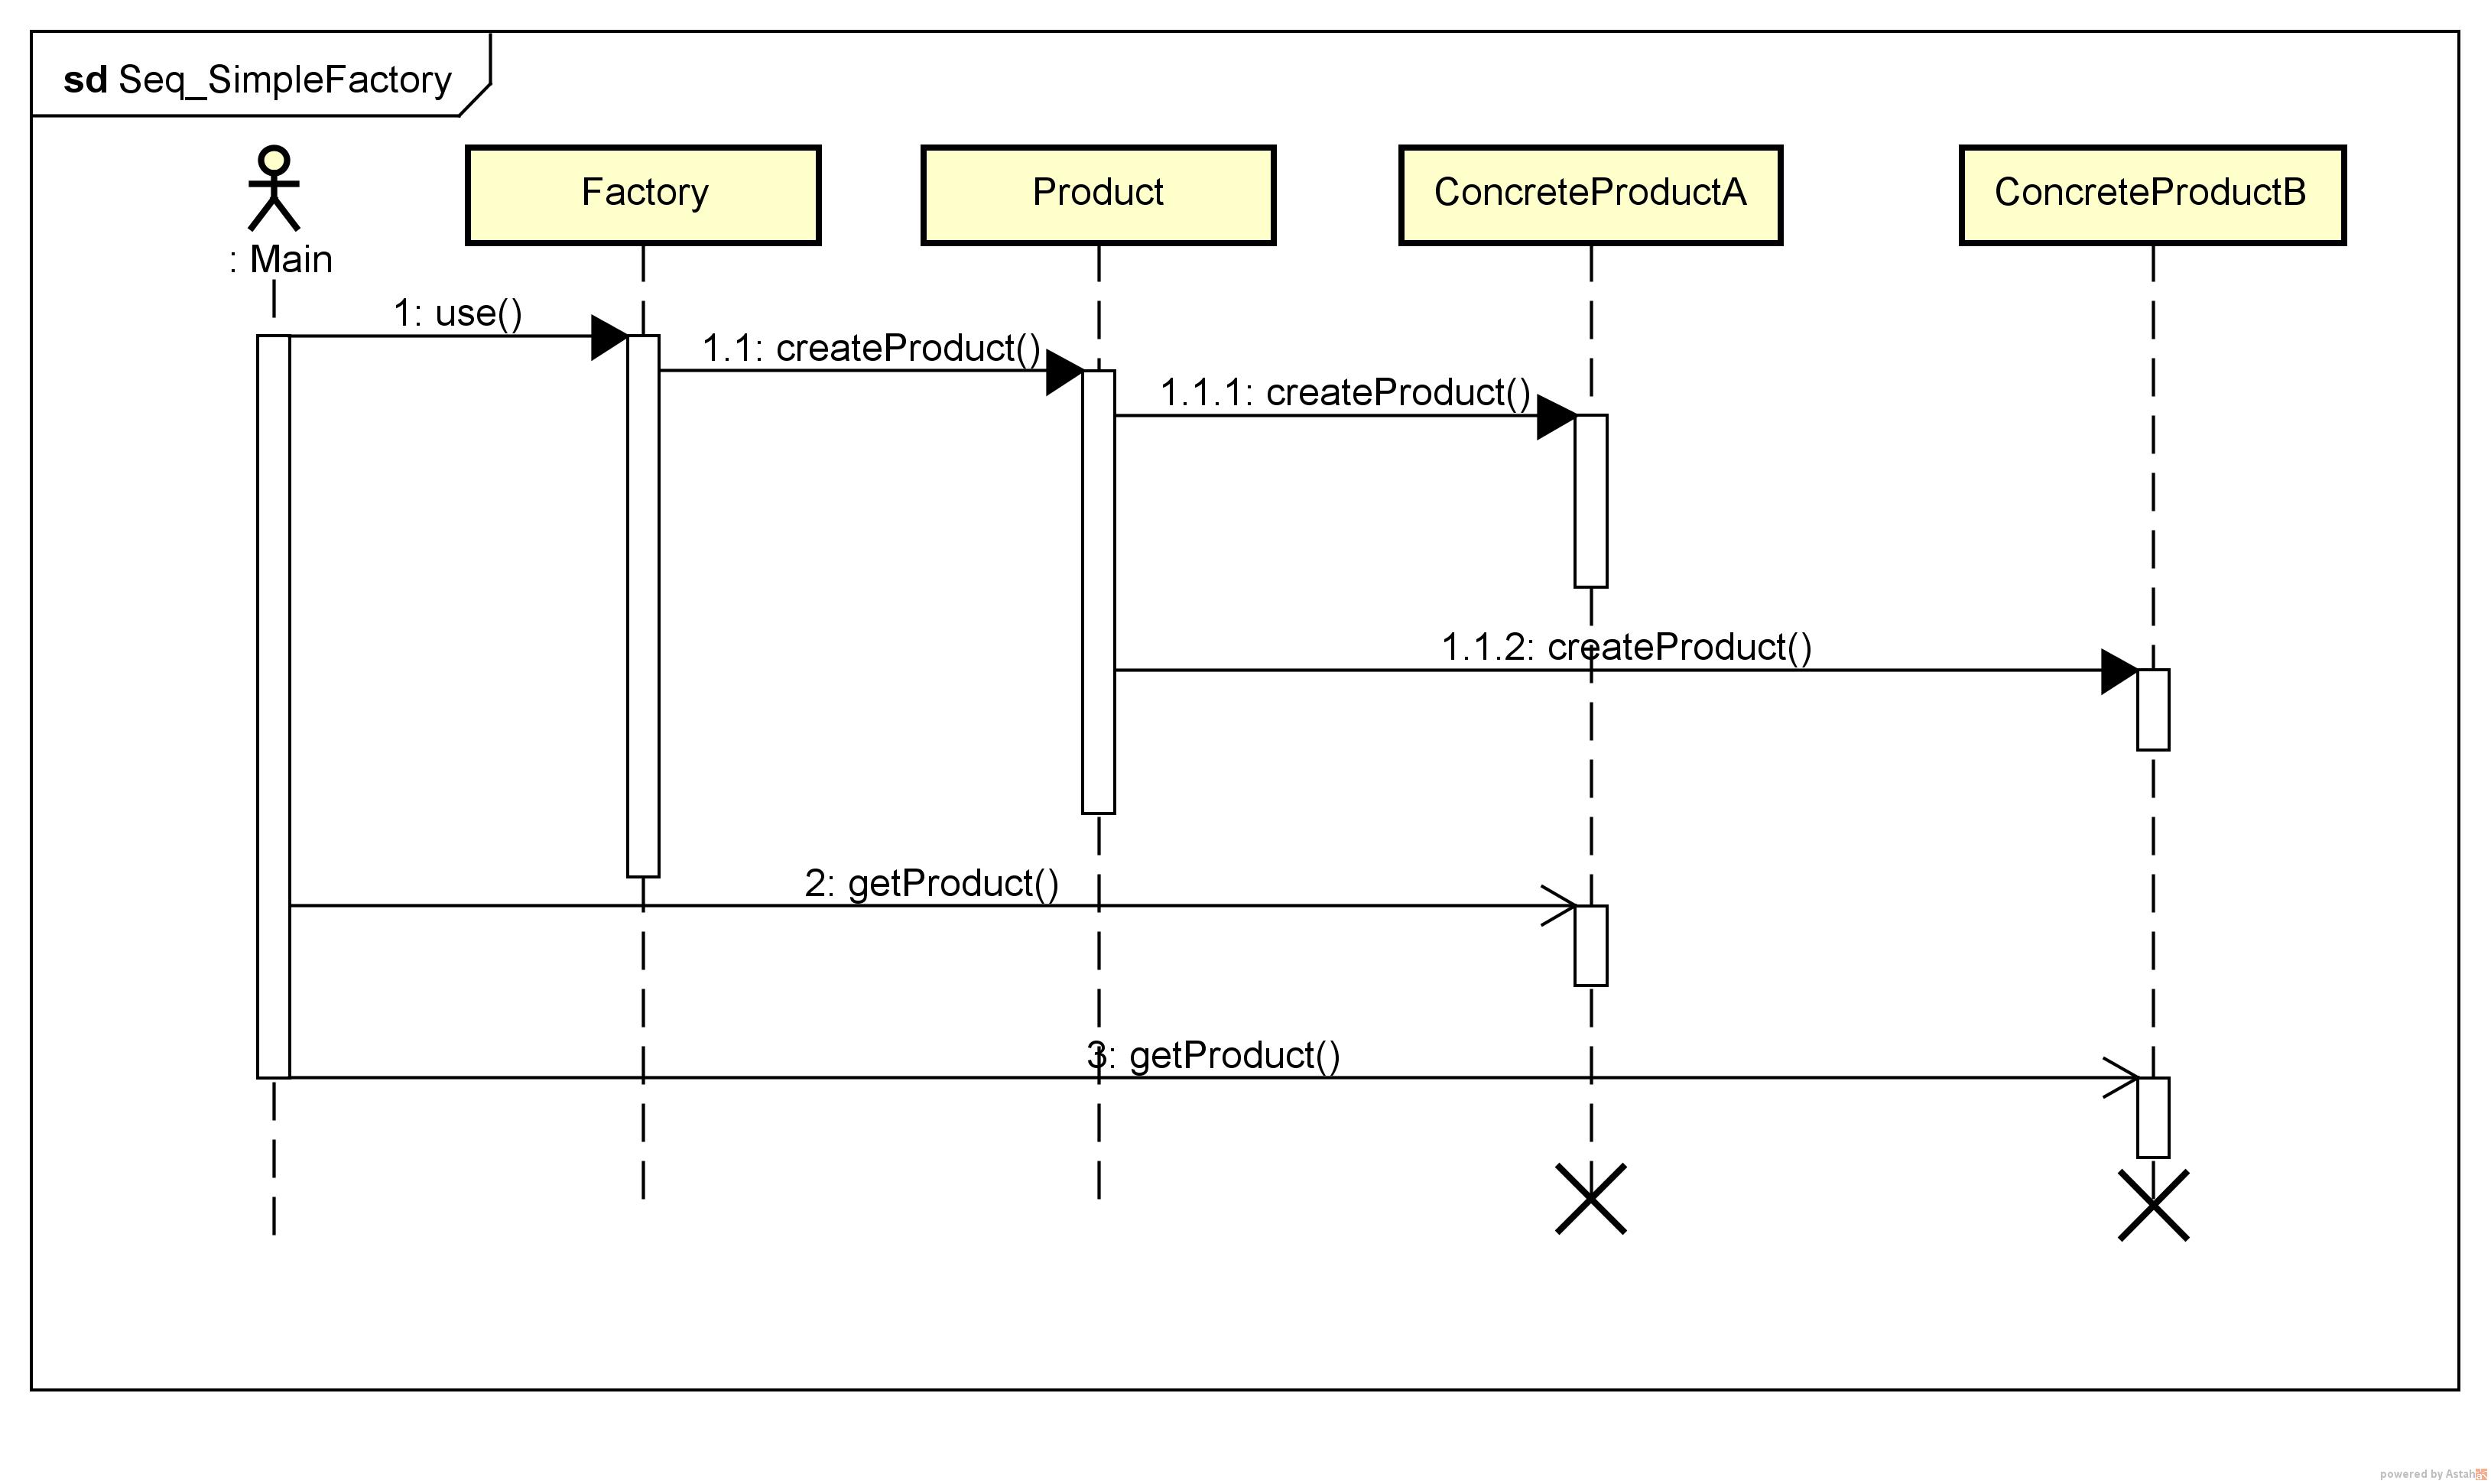 sd Seq_SimpleFactory
: Main
Factory
Product
ConcreteProductA
ConcreteProductB
1: use()
1.1: createProduct()
1.1.1: createProduct()
1.1.2: createProduct()
2: getProduct()
3: getProduct()
powered by Astah